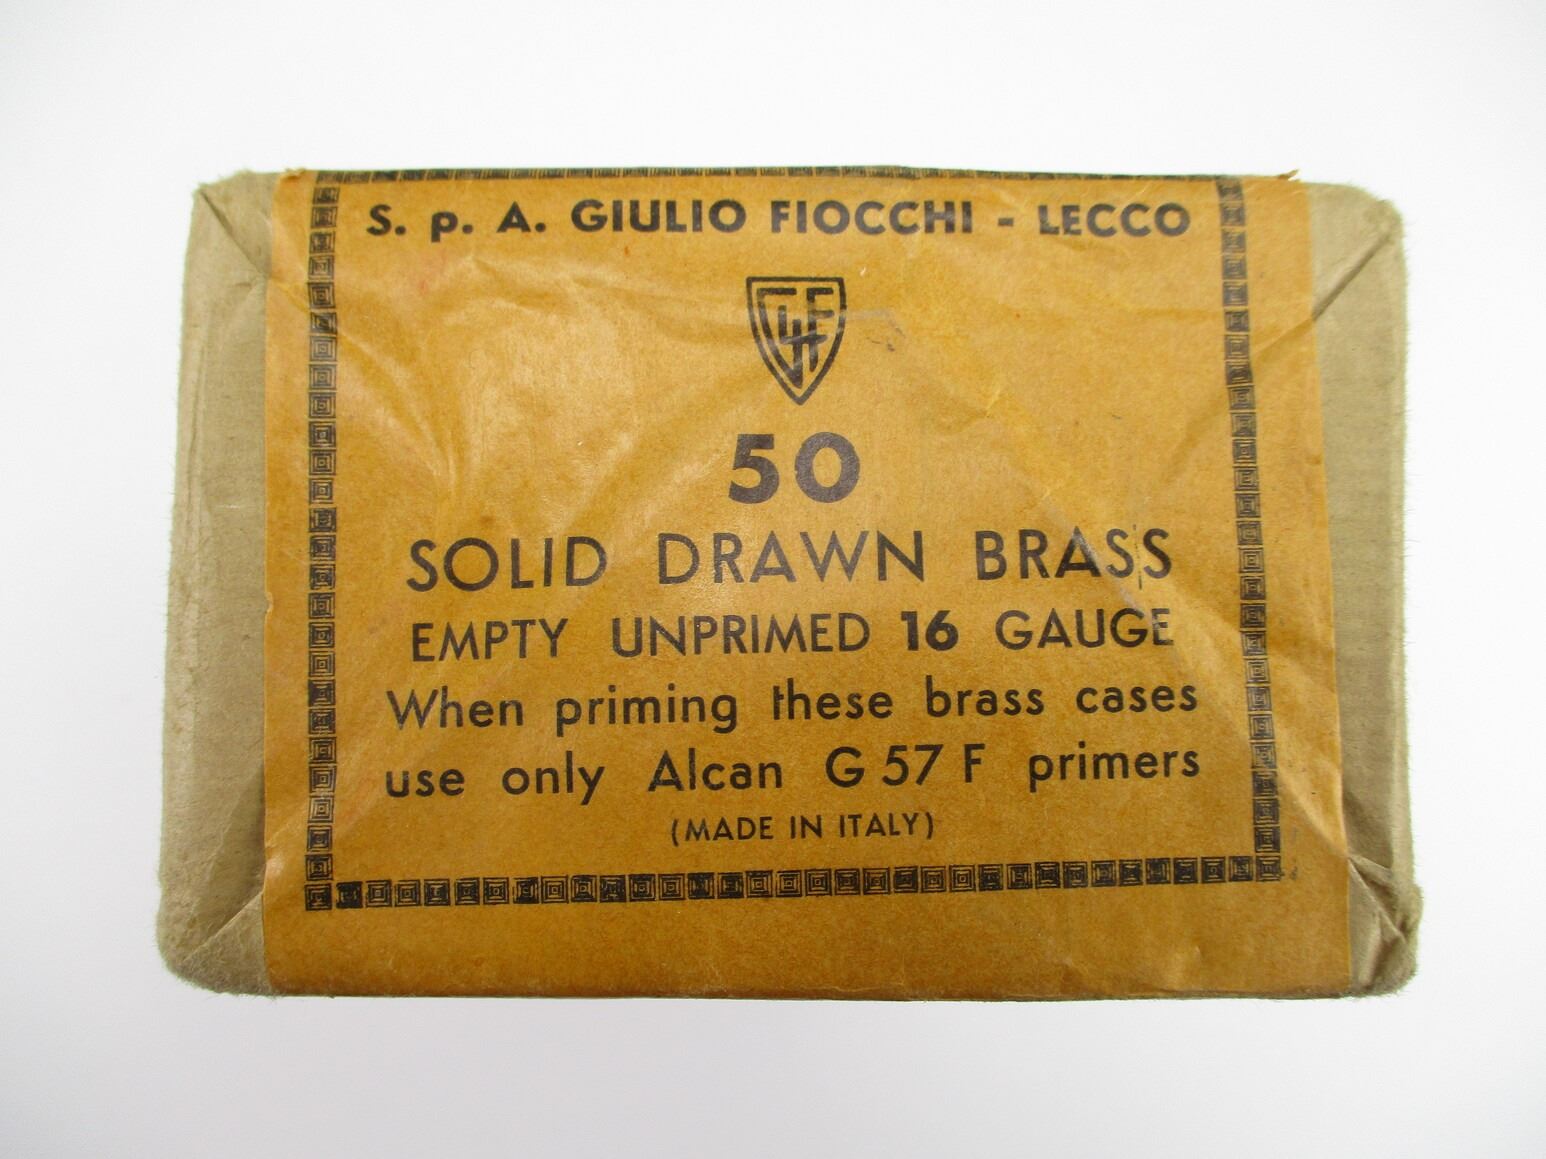 S. p. A. GIULIO FIOCCHI - LECCO
GFL
50
SOLID DRAWN BRASS
EMPTY UNPRIMED 16 GAUGE
When priming these brass cases
use only Alcan G 57 F primers
(MADE IN ITALY)